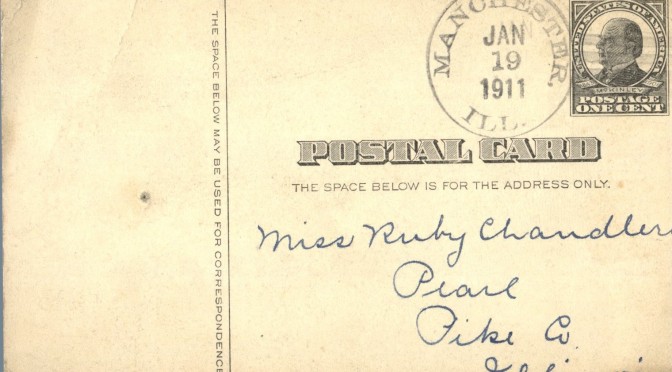 THE SPACE BELOW MAY BE USED FOR CORRESPONDENCE
MANCHESTER,
JAN
19
1911
ILL.
UNITED STATES OF AMERICA
McKINLEY
POSTAGE
ONE CENT
POSTAL CARD
THE SPACE BELOW IS FOR THE ADDRESS ONLY.
Miss Ruby Chandler
Pearl
Pike Co